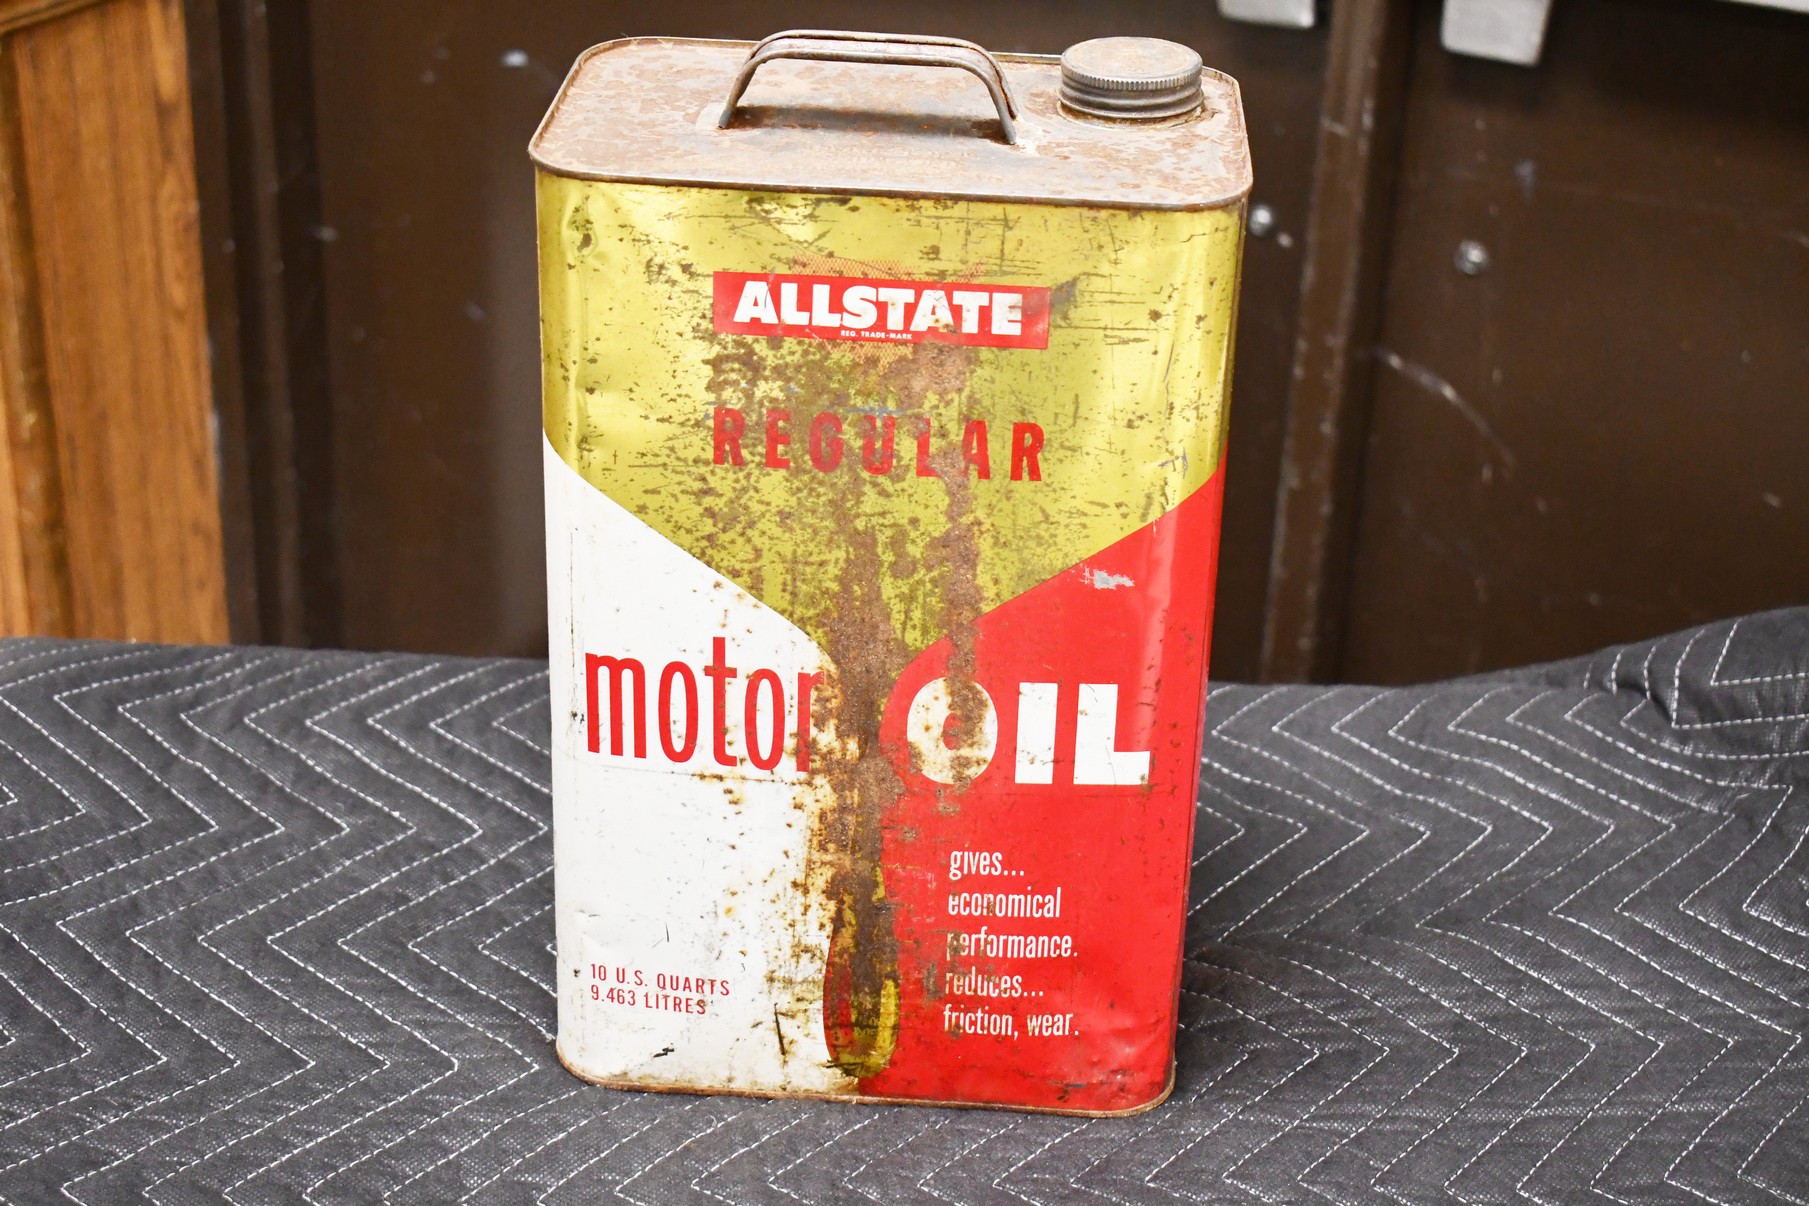 ALLSTATE
REG. TRADE-MARK
REGULAR
motor OIL
gives...
economical
performance.
reduces...
friction, wear.
10 U.S. QUARTS
9.463 LITRES